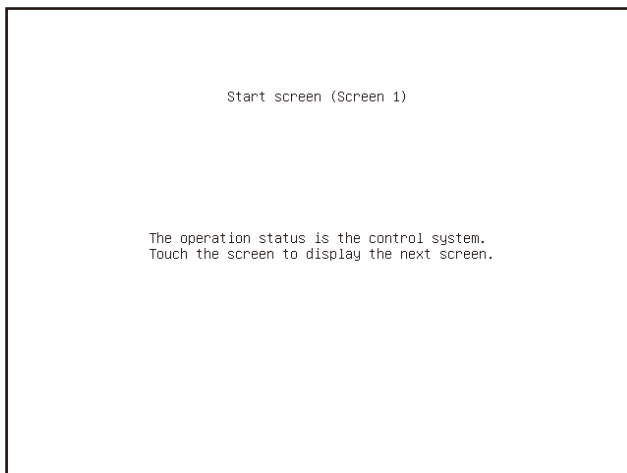 Start screen (Screen 1)
The operation status is the control system.
Touch the screen to display the next screen.